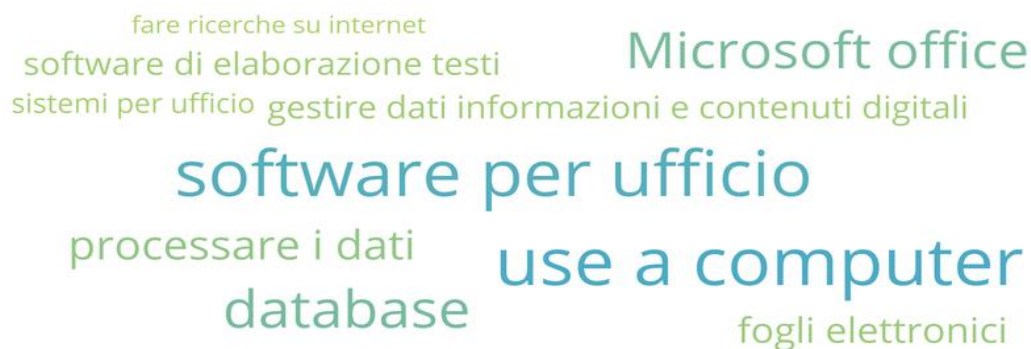 fare ricerche su internet
software di elaborazione testi
Microsoft office
sistemi per ufficio
gestire dati informazioni e contenuti digitali
software per ufficio
processare i dati
use a computer
database
fogli elettronici